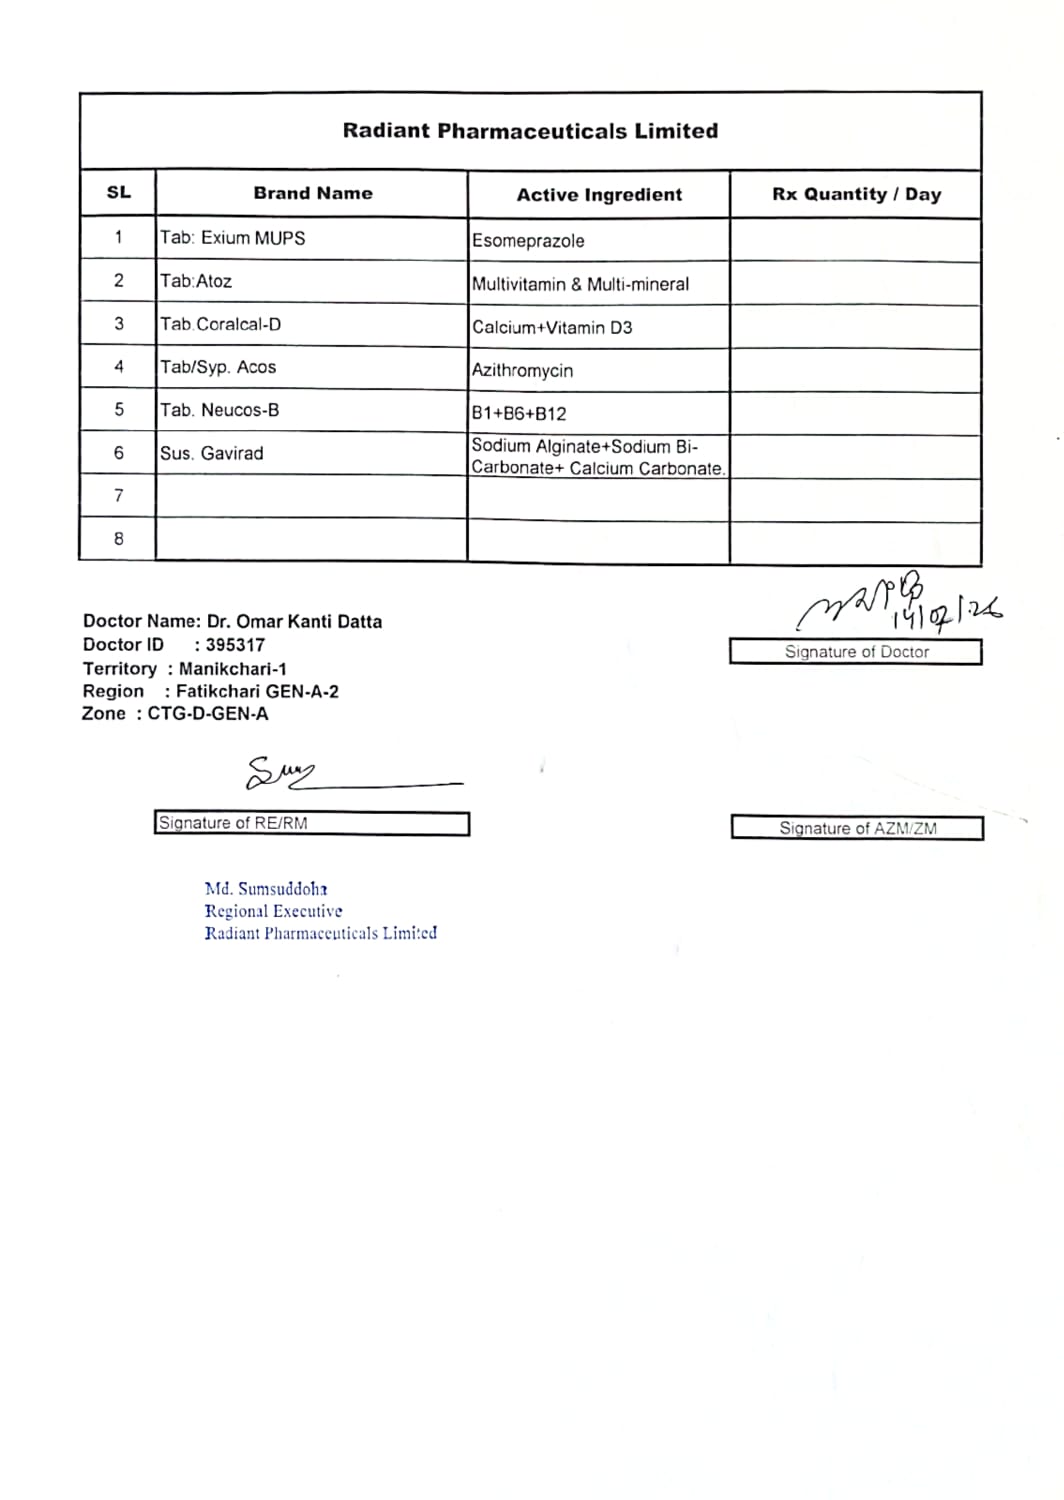 Radiant Pharmaceuticals Limited
SL Brand Name Active Ingredient Rx Quantity / Day
1 Tab: Exium MUPS Esomeprazole
2 Tab:Atoz Multivitamin & Multi-mineral
3 Tab.Coralcal-D Calcium+Vitamin D3
4 Tab/Syp. Acos Azithromycin
5 Tab. Neucos-B B1+B6+B12
6 Sus. Gavirad Sodium Alginate+Sodium Bi-
Carbonate+ Calcium Carbonate.
7
8
14/02/26
Signature of Doctor
Doctor Name: Dr. Omar Kanti Datta
Doctor ID : 395317
Territory : Manikchari-1
Region : Fatikchari GEN-A-2
Zone : CTG-D-GEN-A
Signature of RE/RM
Signature of AZM/ZM
Md. Sumsuddoha
Regional Executive
Radiant Pharmaceuticals Limited